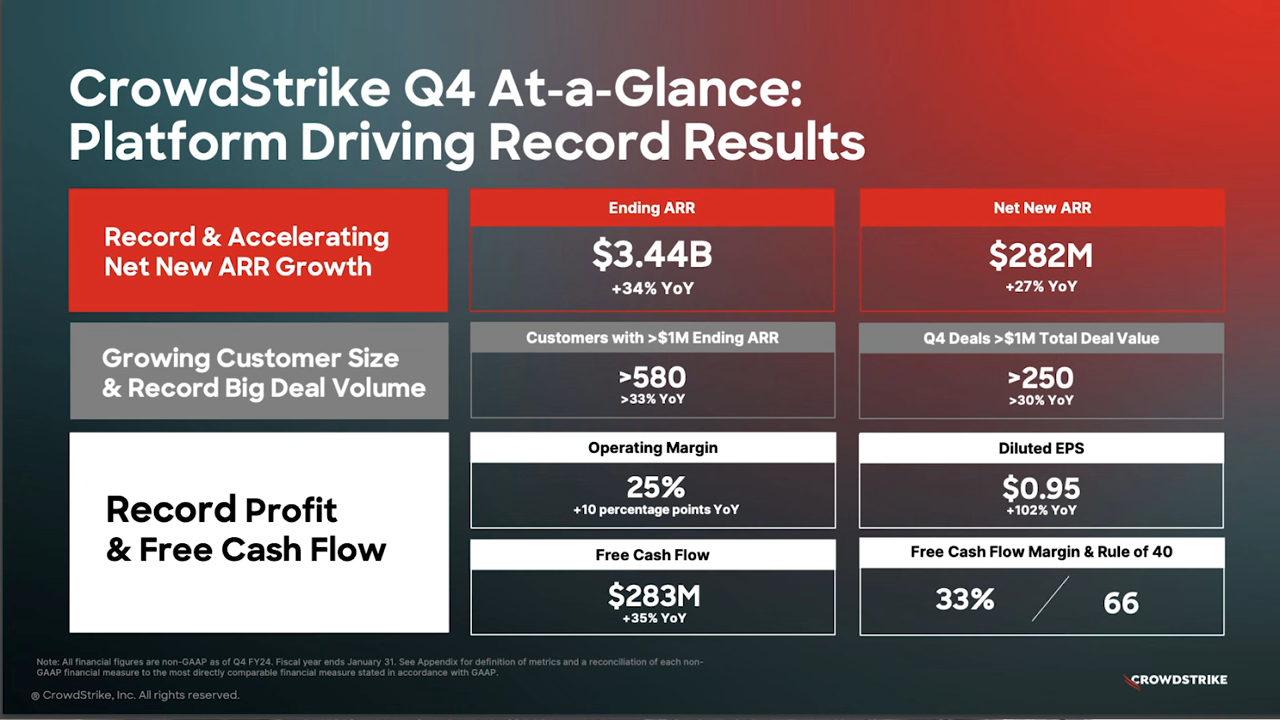 CrowdStrike Q4 At-a-Glance:
Platform Driving Record Results
Record & Accelerating
Net New ARR Growth
Ending ARR
$3.44B
+34% YoY
Net New ARR
$282M
+27% YoY
Growing Customer Size
& Record Big Deal Volume
Customers with >$1M Ending ARR
>580
>33% YoY
Q4 Deals >$1M Total Deal Value
>250
>30% YoY
Record Profit
& Free Cash Flow
Operating Margin
25%
+10 percentage points YoY
Diluted EPS
$0.95
+102% YoY
Free Cash Flow
$283M
+35% YoY
Free Cash Flow Margin & Rule of 40
33% / 66
Note: All financial figures are non-GAAP as of Q4 FY24. Fiscal year ends January 31. See Appendix for definition of metrics and a reconciliation of each non-
GAAP financial measure to the most directly comparable financial measure stated in accordance with GAAP.
® CrowdStrike, Inc. All rights reserved.
CROWDSTRIKE